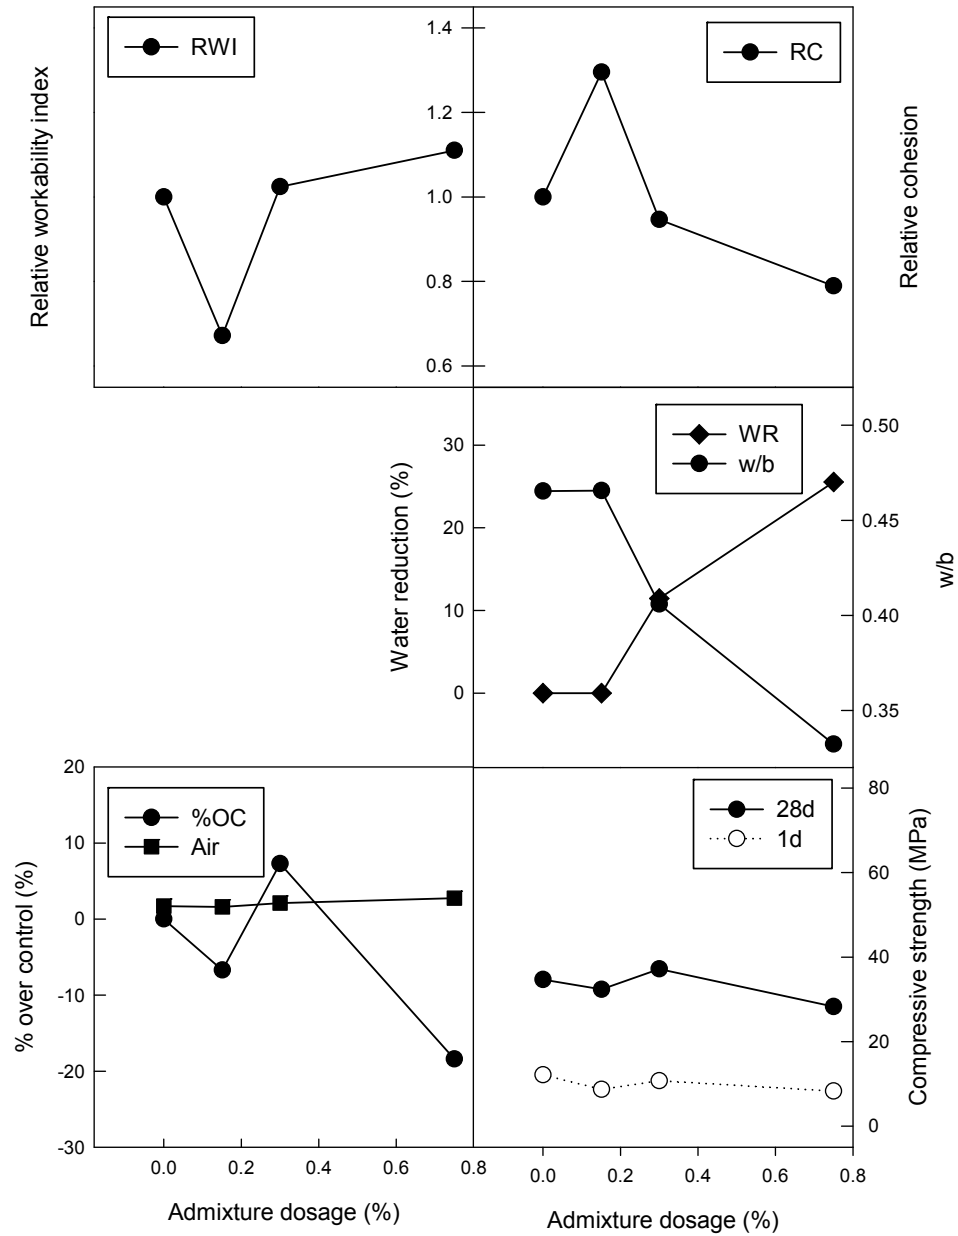 RWI
RC
Relative workability index
1.4
1.2
1.0
0.8
0.6
Relative cohesion
WR
w/b
Water reduction (%)
30
20
10
0
0.50
0.45
0.40
0.35
w/b
%OC
Air
% over control (%)
20
10
0
-10
-20
-30
28d
1d
80
60
40
20
0
Compressive strength (MPa)
0.0 0.2 0.4 0.6 0.8
0.0 0.2 0.4 0.6 0.8
Admixture dosage (%)
Admixture dosage (%)